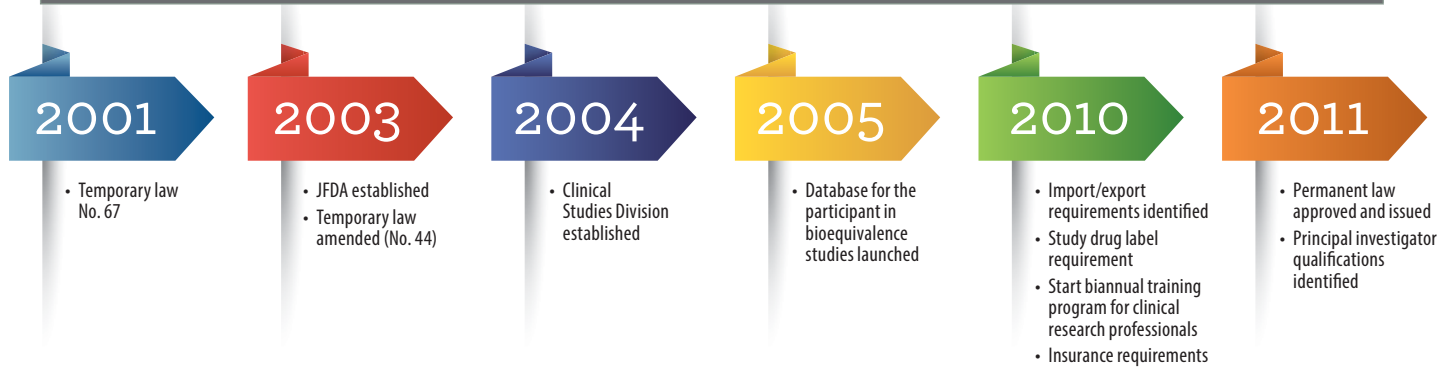 2001
• Temporary law
No. 67
2003
• JFDA established
• Temporary law
amended (No. 44)
2004
• Clinical
Studies Division
established
2005
• Database for the
participant in
bioequivalence
studies launched
2010
• Import/export
requirements identified
• Study drug label
requirement
• Start biannual training
program for clinical
research professionals
• Insurance requirements
2011
• Permanent law
approved and issued
• Principal investigator
qualifications
identified